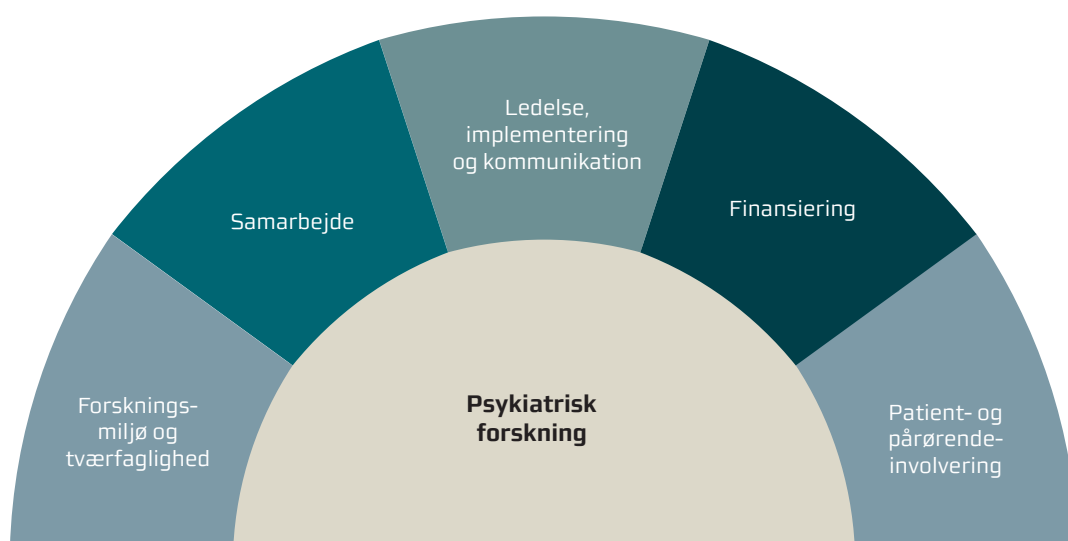 Ledelse,
implementering
og kommunikation
Samarbejde
Finansiering
Forsknings-
miljø og
tværfaglighed
Psykiatrisk
forskning
Patient- og
pårørende-
involvering